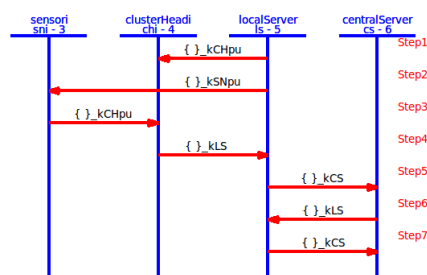 sensori clusterHeadi localServer centralServer
sni - 3 chi - 4 ls - 5 cs - 6
Step1
{ }_kCHpu
Step2
{ }_kSNpu
Step3
{ }_kCHpu
Step4
{ }_kLS
Step5
{ }_kCS
Step6
{ }_kLS
Step7
{ }_kCS